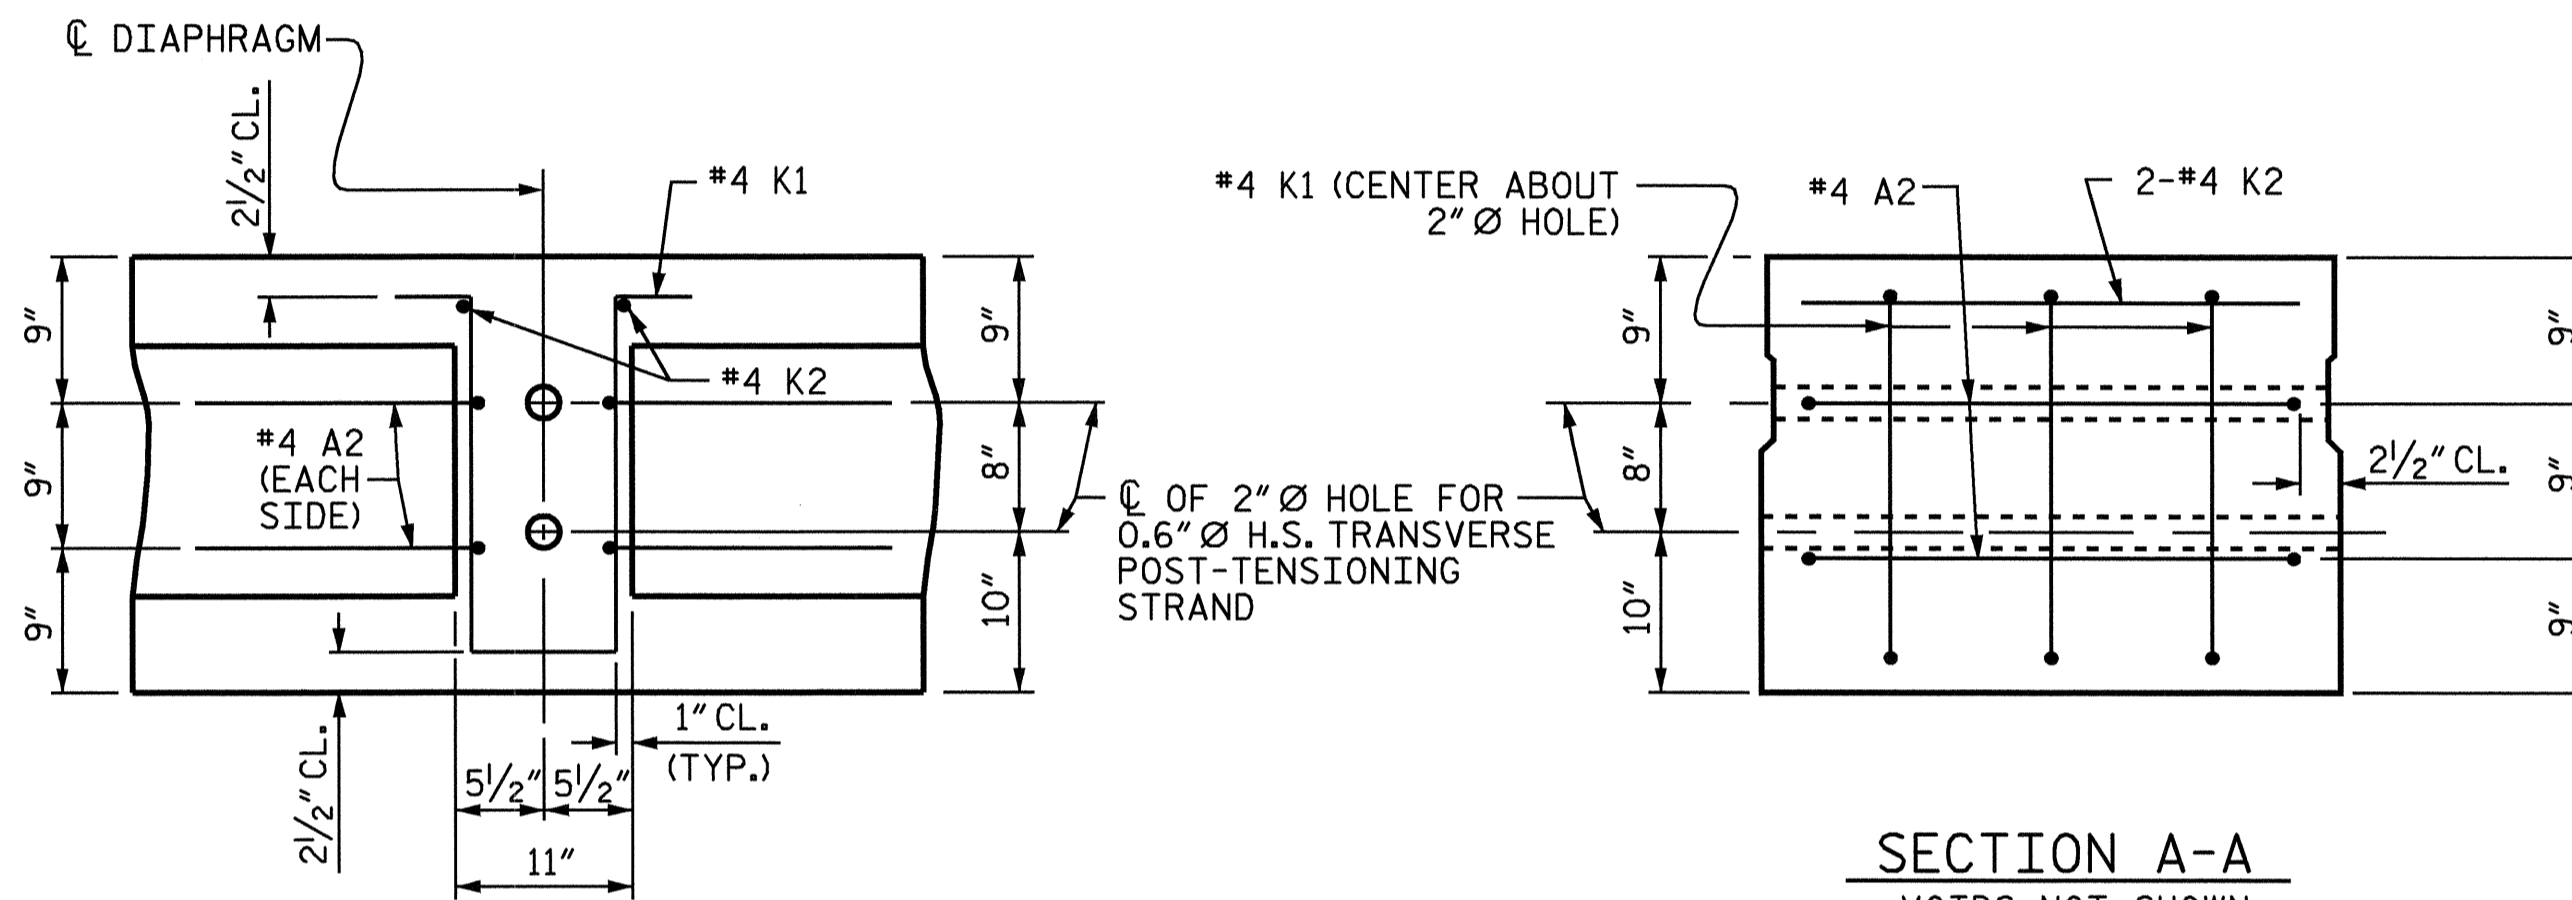 ℄ DIAPHRAGM
2½" CL.
#4 K1
9"
9"
9"
#4 K2
#4 A2
(EACH
SIDE)
9"
8"
10"
℄ OF 2" Ø HOLE FOR
0.6" Ø H.S. TRANSVERSE
POST-TENSIONING
STRAND
2½" CL.
1" CL.
(TYP.)
5½" 5½"
11"
#4 K1 (CENTER ABOUT
2" Ø HOLE)
#4 A2
2-#4 K2
9"
8"
10"
2½" CL.
9"
9"
9"
SECTION A-A
VOIDS NOT SHOWN